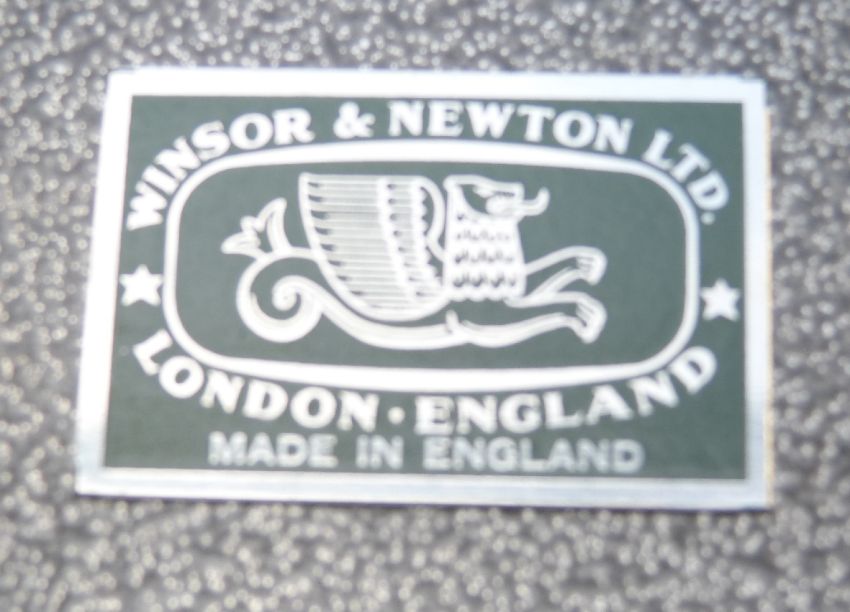 WINSOR & NEWTON LTD.
LONDON · ENGLAND
MADE IN ENGLAND